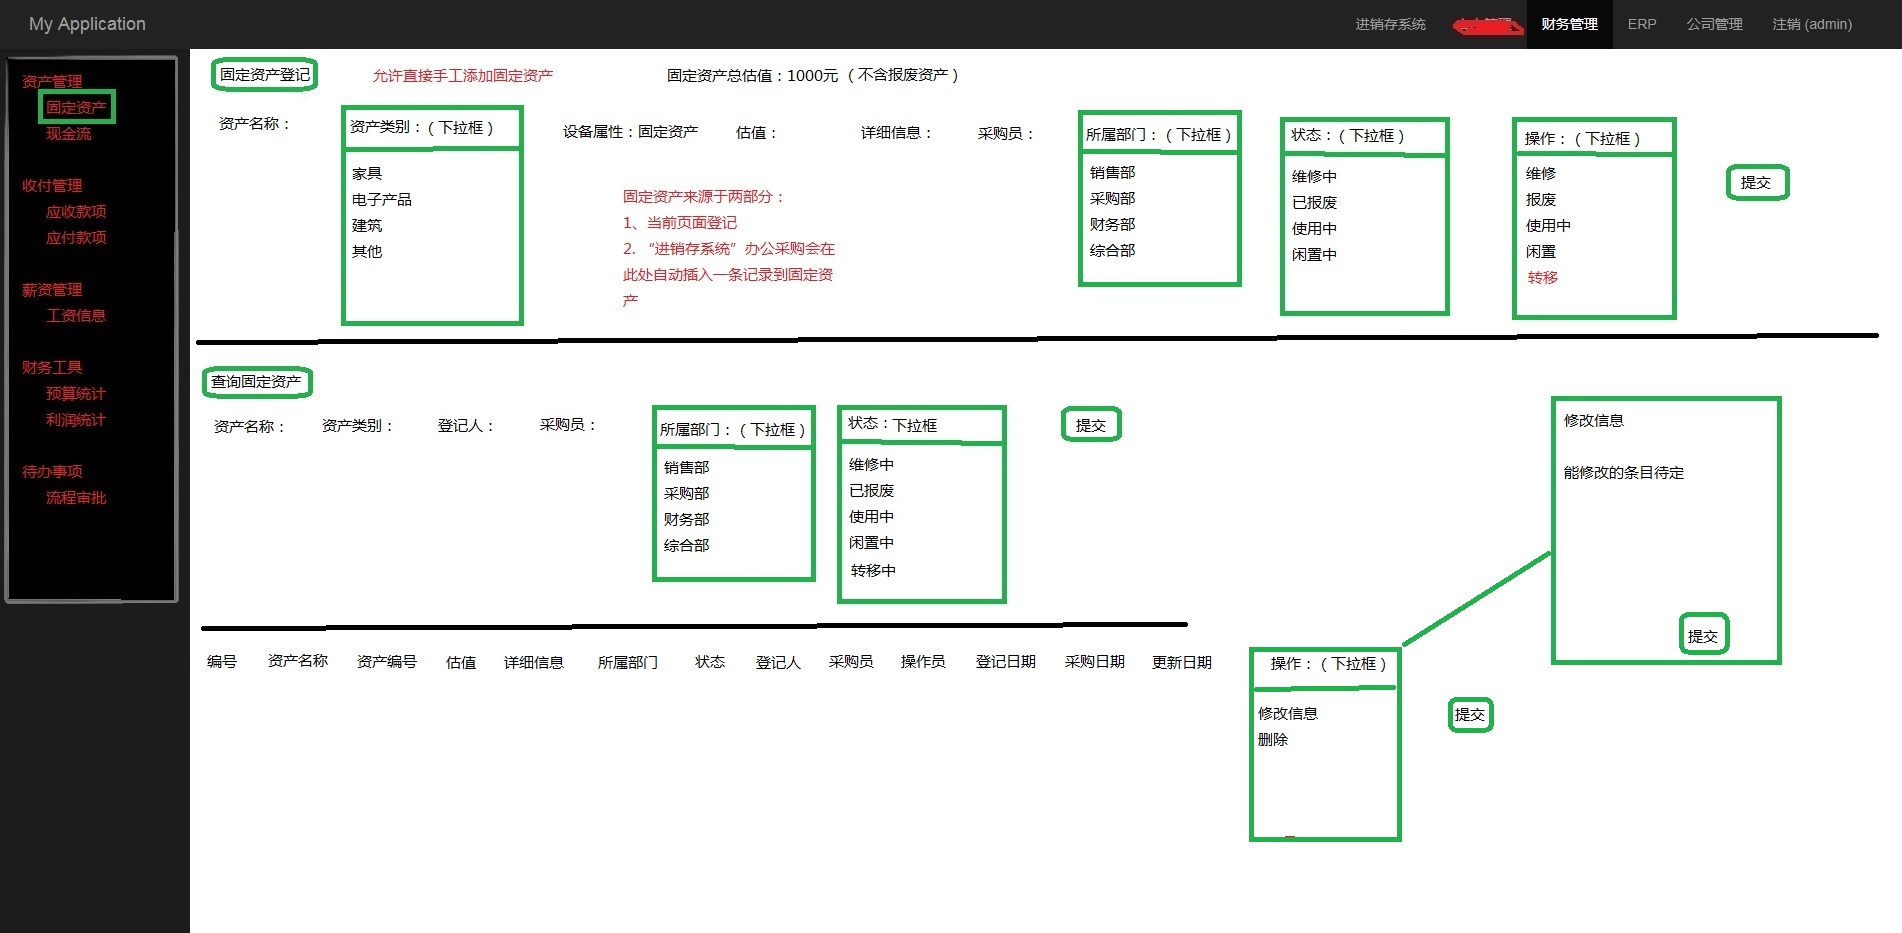 My Application
进销存系统
财务管理
ERP
公司管理
注销 (admin)
资产管理
固定资产
现金流
收付管理
应收款项
应付款项
薪资管理
工资信息
财务工具
预算统计
利润统计
待办事项
流程审批
固定资产登记
允许直接手工添加固定资产
固定资产总估值：1000元 （不含报废资产）
资产名称：
资产类别：（下拉框）
家具
电子产品
建筑
其他
设备属性：固定资产
估值：
详细信息：
采购员：
固定资产来源于两部分：
1、当前页面登记
2. “进销存系统”办公采购会在
此处自动插入一条记录到固定资
产
所属部门：（下拉框）
销售部
采购部
财务部
综合部
状态：（下拉框）
维修中
已报废
使用中
闲置中
操作：（下拉框）
维修
报废
使用中
闲置
转移
提交
查询固定资产
资产名称：
资产类别：
登记人：
采购员：
所属部门：（下拉框）
销售部
采购部
财务部
综合部
状态：下拉框
维修中
已报废
使用中
闲置中
转移中
提交
修改信息
能修改的条目待定
提交
编号
资产名称
资产编号
估值
详细信息
所属部门
状态
登记人
采购员
操作员
登记日期
采购日期
更新日期
操作：（下拉框）
修改信息
删除
提交